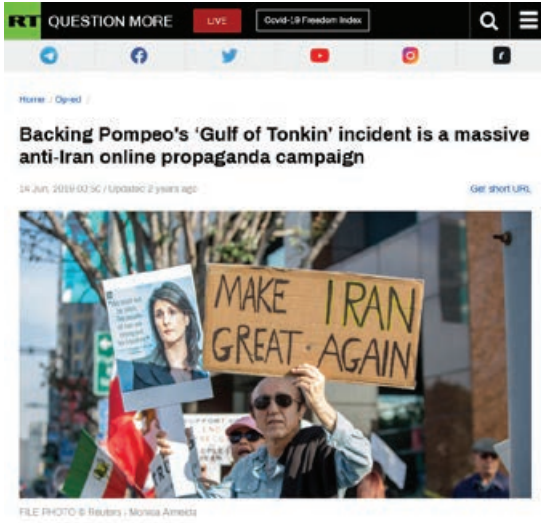 RT QUESTION MORE LIVE Covid-19 Freedom Index
Home / Op-ed /
Backing Pompeo's ‘Gulf of Tonkin’ incident is a massive
anti-Iran online propaganda campaign
14 Jun, 2019 / Updated 2 years ago
Get short URL
MAKE IRAN
GREAT AGAIN
FILE PHOTO © Reuters / Monica Almeida